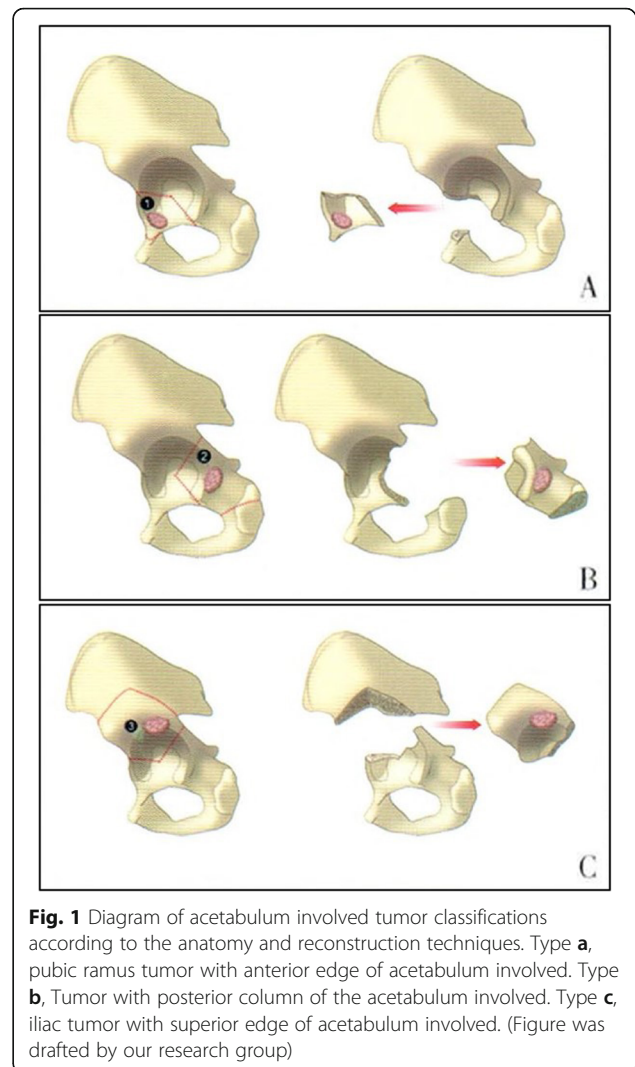 1
A
2
B
3
C
Fig. 1 Diagram of acetabulum involved tumor classifications
according to the anatomy and reconstruction techniques. Type a,
pubic ramus tumor with anterior edge of acetabulum involved. Type
b, Tumor with posterior column of the acetabulum involved. Type c,
iliac tumor with superior edge of acetabulum involved. (Figure was
drafted by our research group)